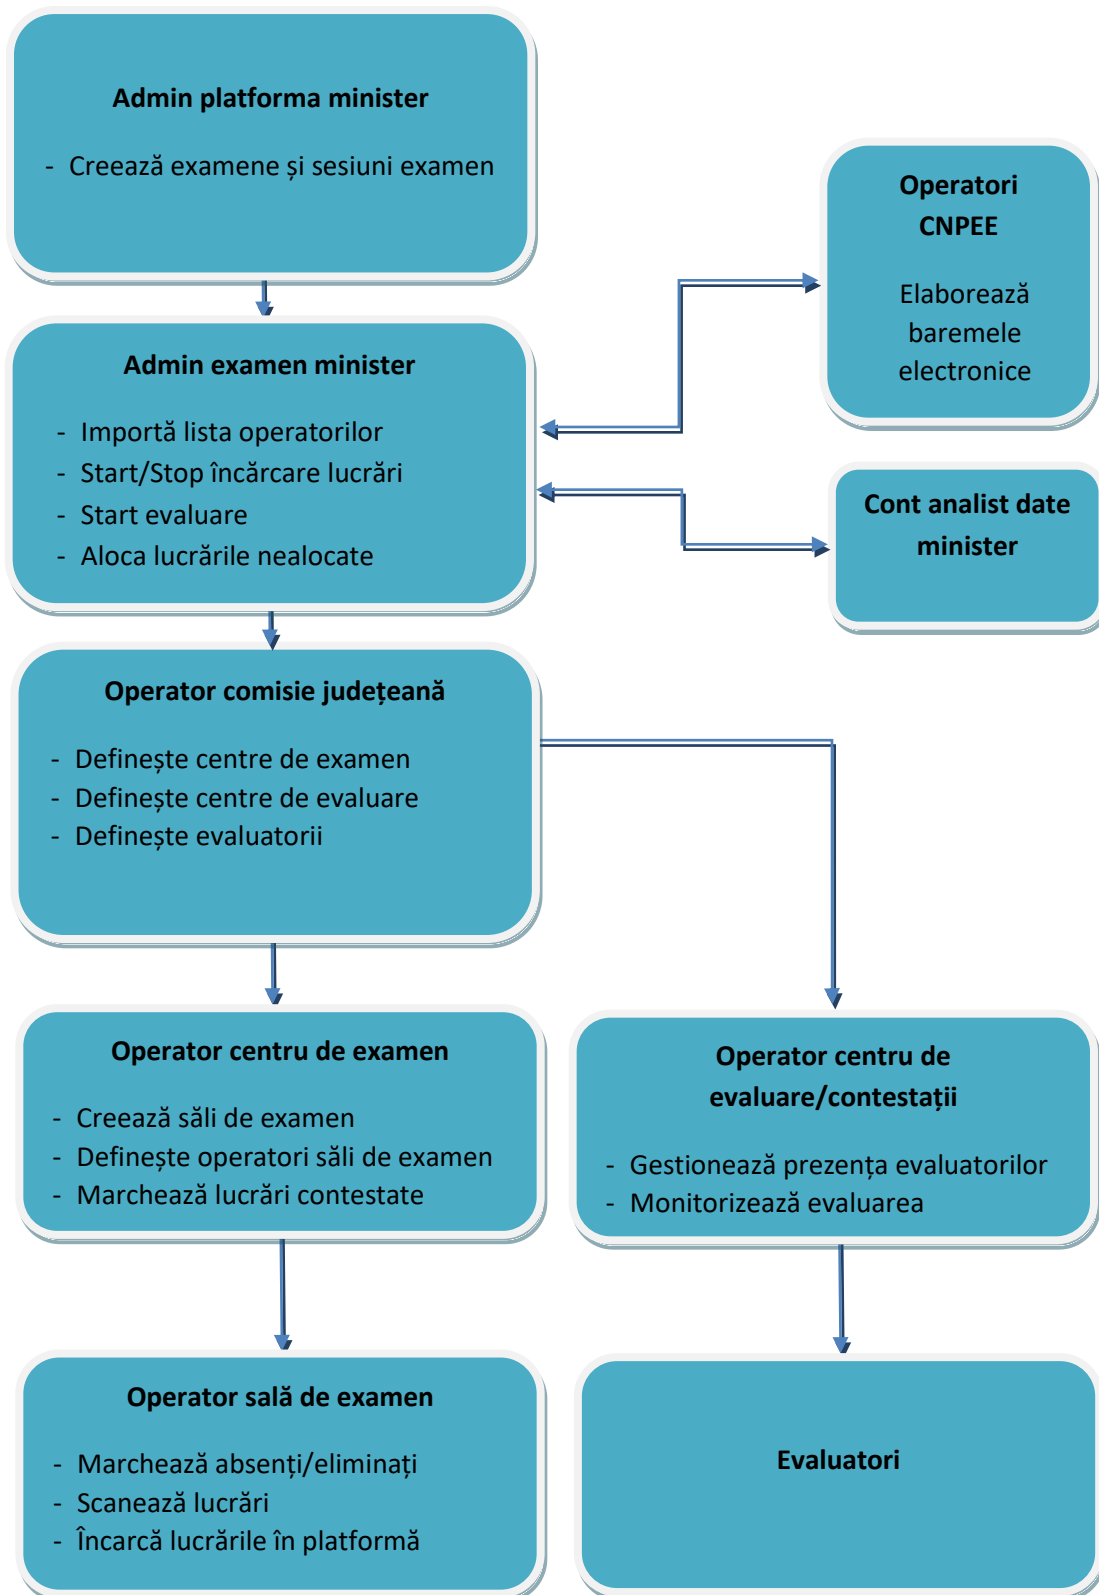 Admin platforma minister
- Creează examene și sesiuni examen
Operatori
CNPEE
Elaborează
baremele
electronice
Admin examen minister
- Importă lista operatorilor
- Start/Stop încărcare lucrări
- Start evaluare
- Aloca lucrările nealocate
Cont analist date
minister
Operator comisie județeană
- Definește centre de examen
- Definește centre de evaluare
- Definește evaluatorii
Operator centru de examen
- Creează săli de examen
- Definește operatori săli de examen
- Marchează lucrări contestate
Operator centru de
evaluare/contestații
- Gestionează prezența evaluatorilor
- Monitorizează evaluarea
Operator sală de examen
- Marchează absenți/eliminați
- Scanează lucrări
- Încarcă lucrările în platformă
Evaluatori